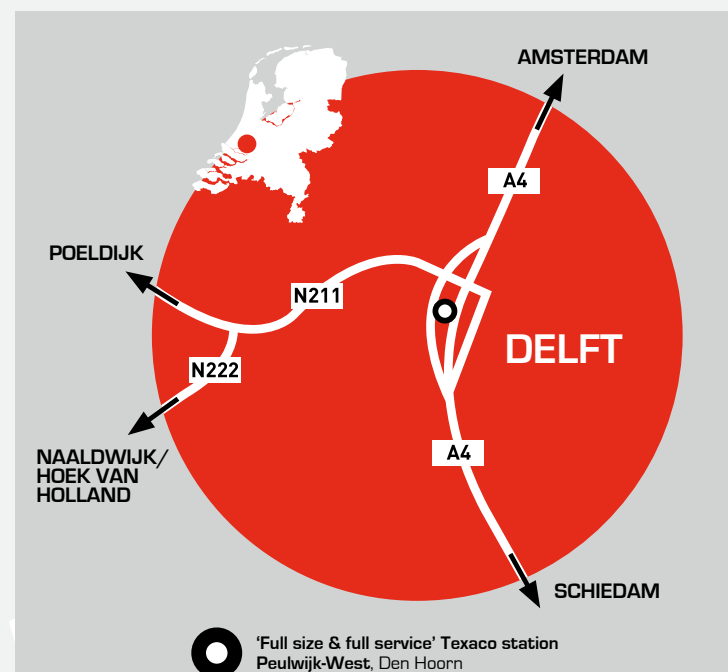 AMSTERDAM
A4
POELDIJK
N211
DELFT
N222
NAALDWIJK/
HOEK VAN
HOLLAND
A4
SCHIEDAM
‘Full size & full service’ Texaco station
Peulwijk-West, Den Hoorn